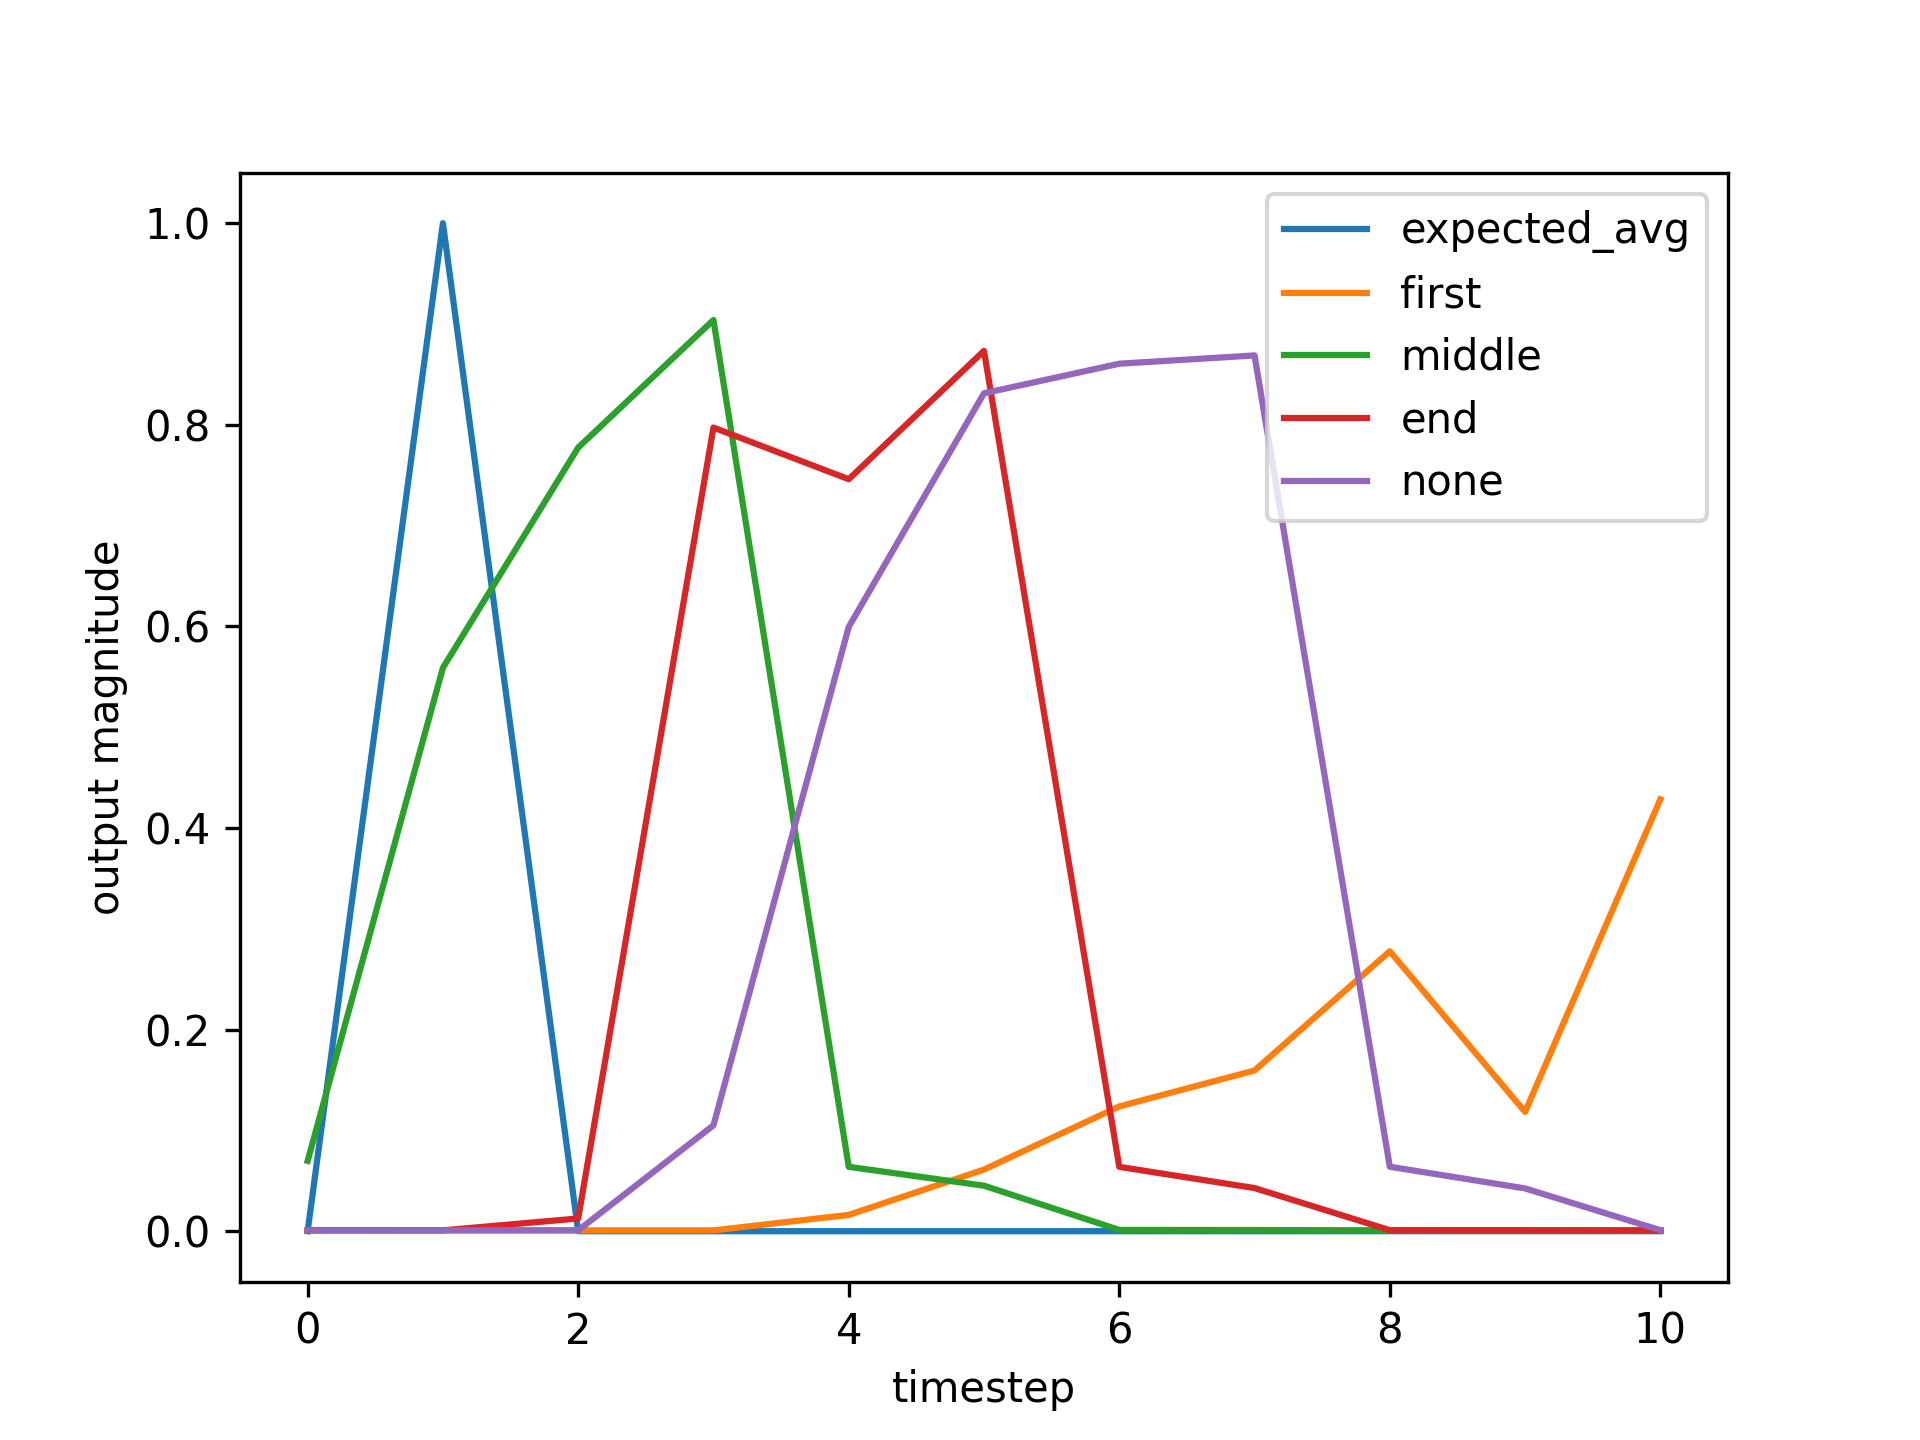 expected_avg
first
middle
end
none
1.0
0.8
0.6
0.4
0.2
0.0
output magnitude
0 2 4 6 8 10
timestep